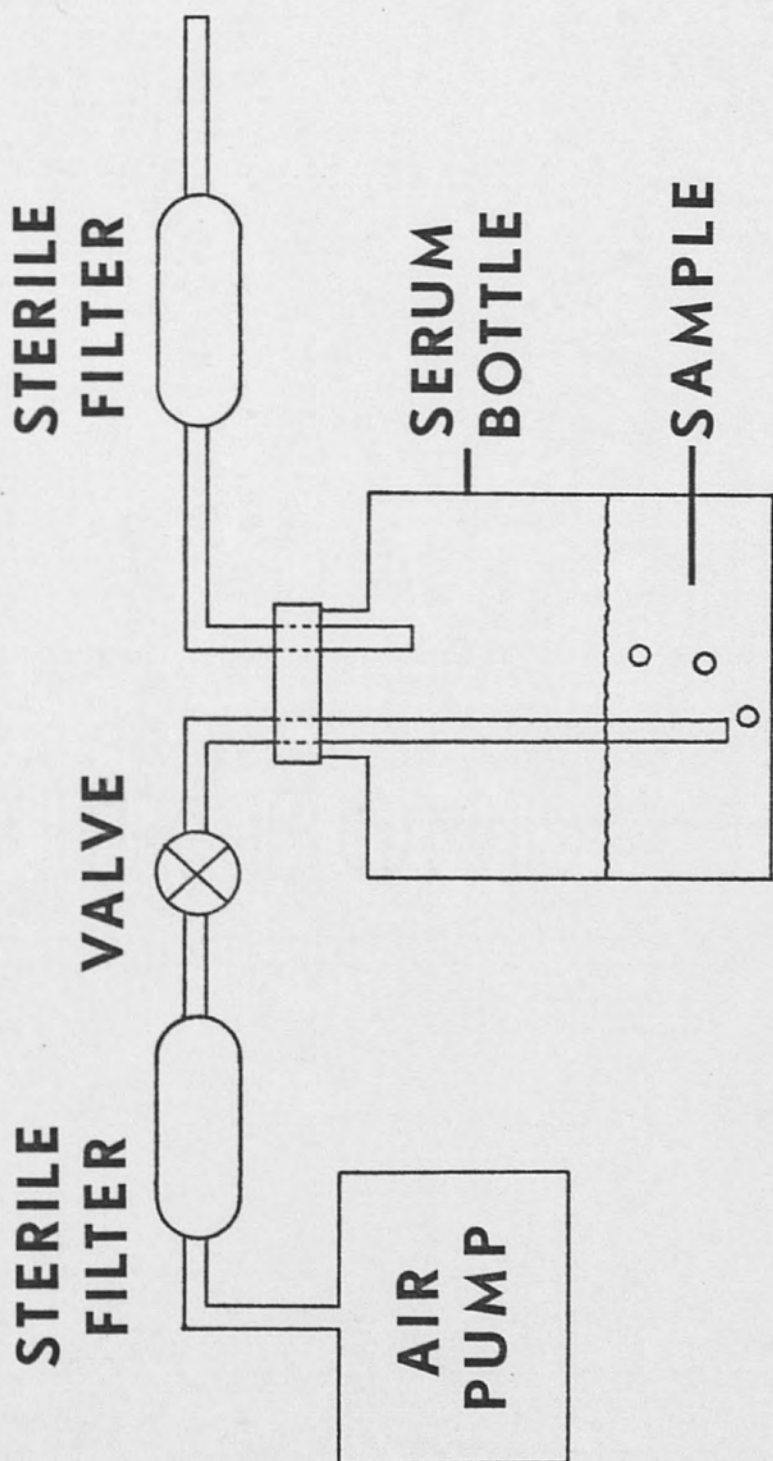 STERILE
FILTER
VALVE
STERILE
FILTER
AIR
PUMP
SERUM
BOTTLE
SAMPLE